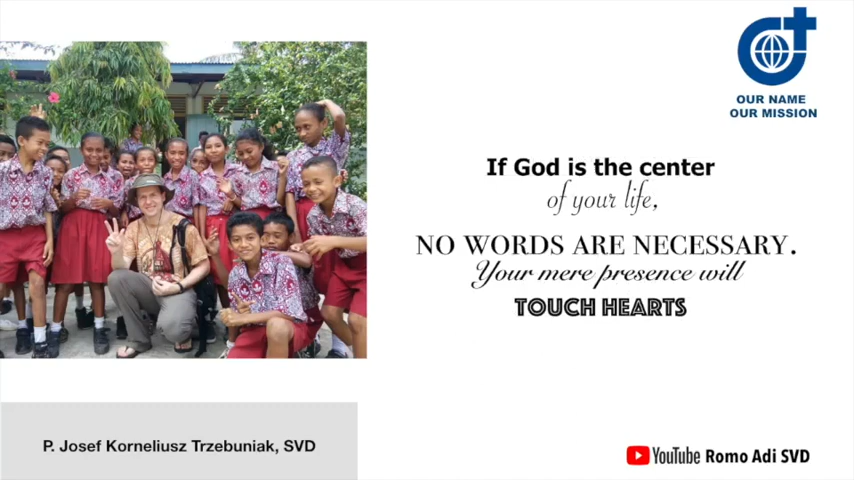 OUR NAME
OUR MISSION
If God is the center
of your life,
NO WORDS ARE NECESSARY.
Your mere presence will
TOUCH HEARTS
P. Josef Korneliusz Trzebuniak, SVD
YouTube Romo Adi SVD